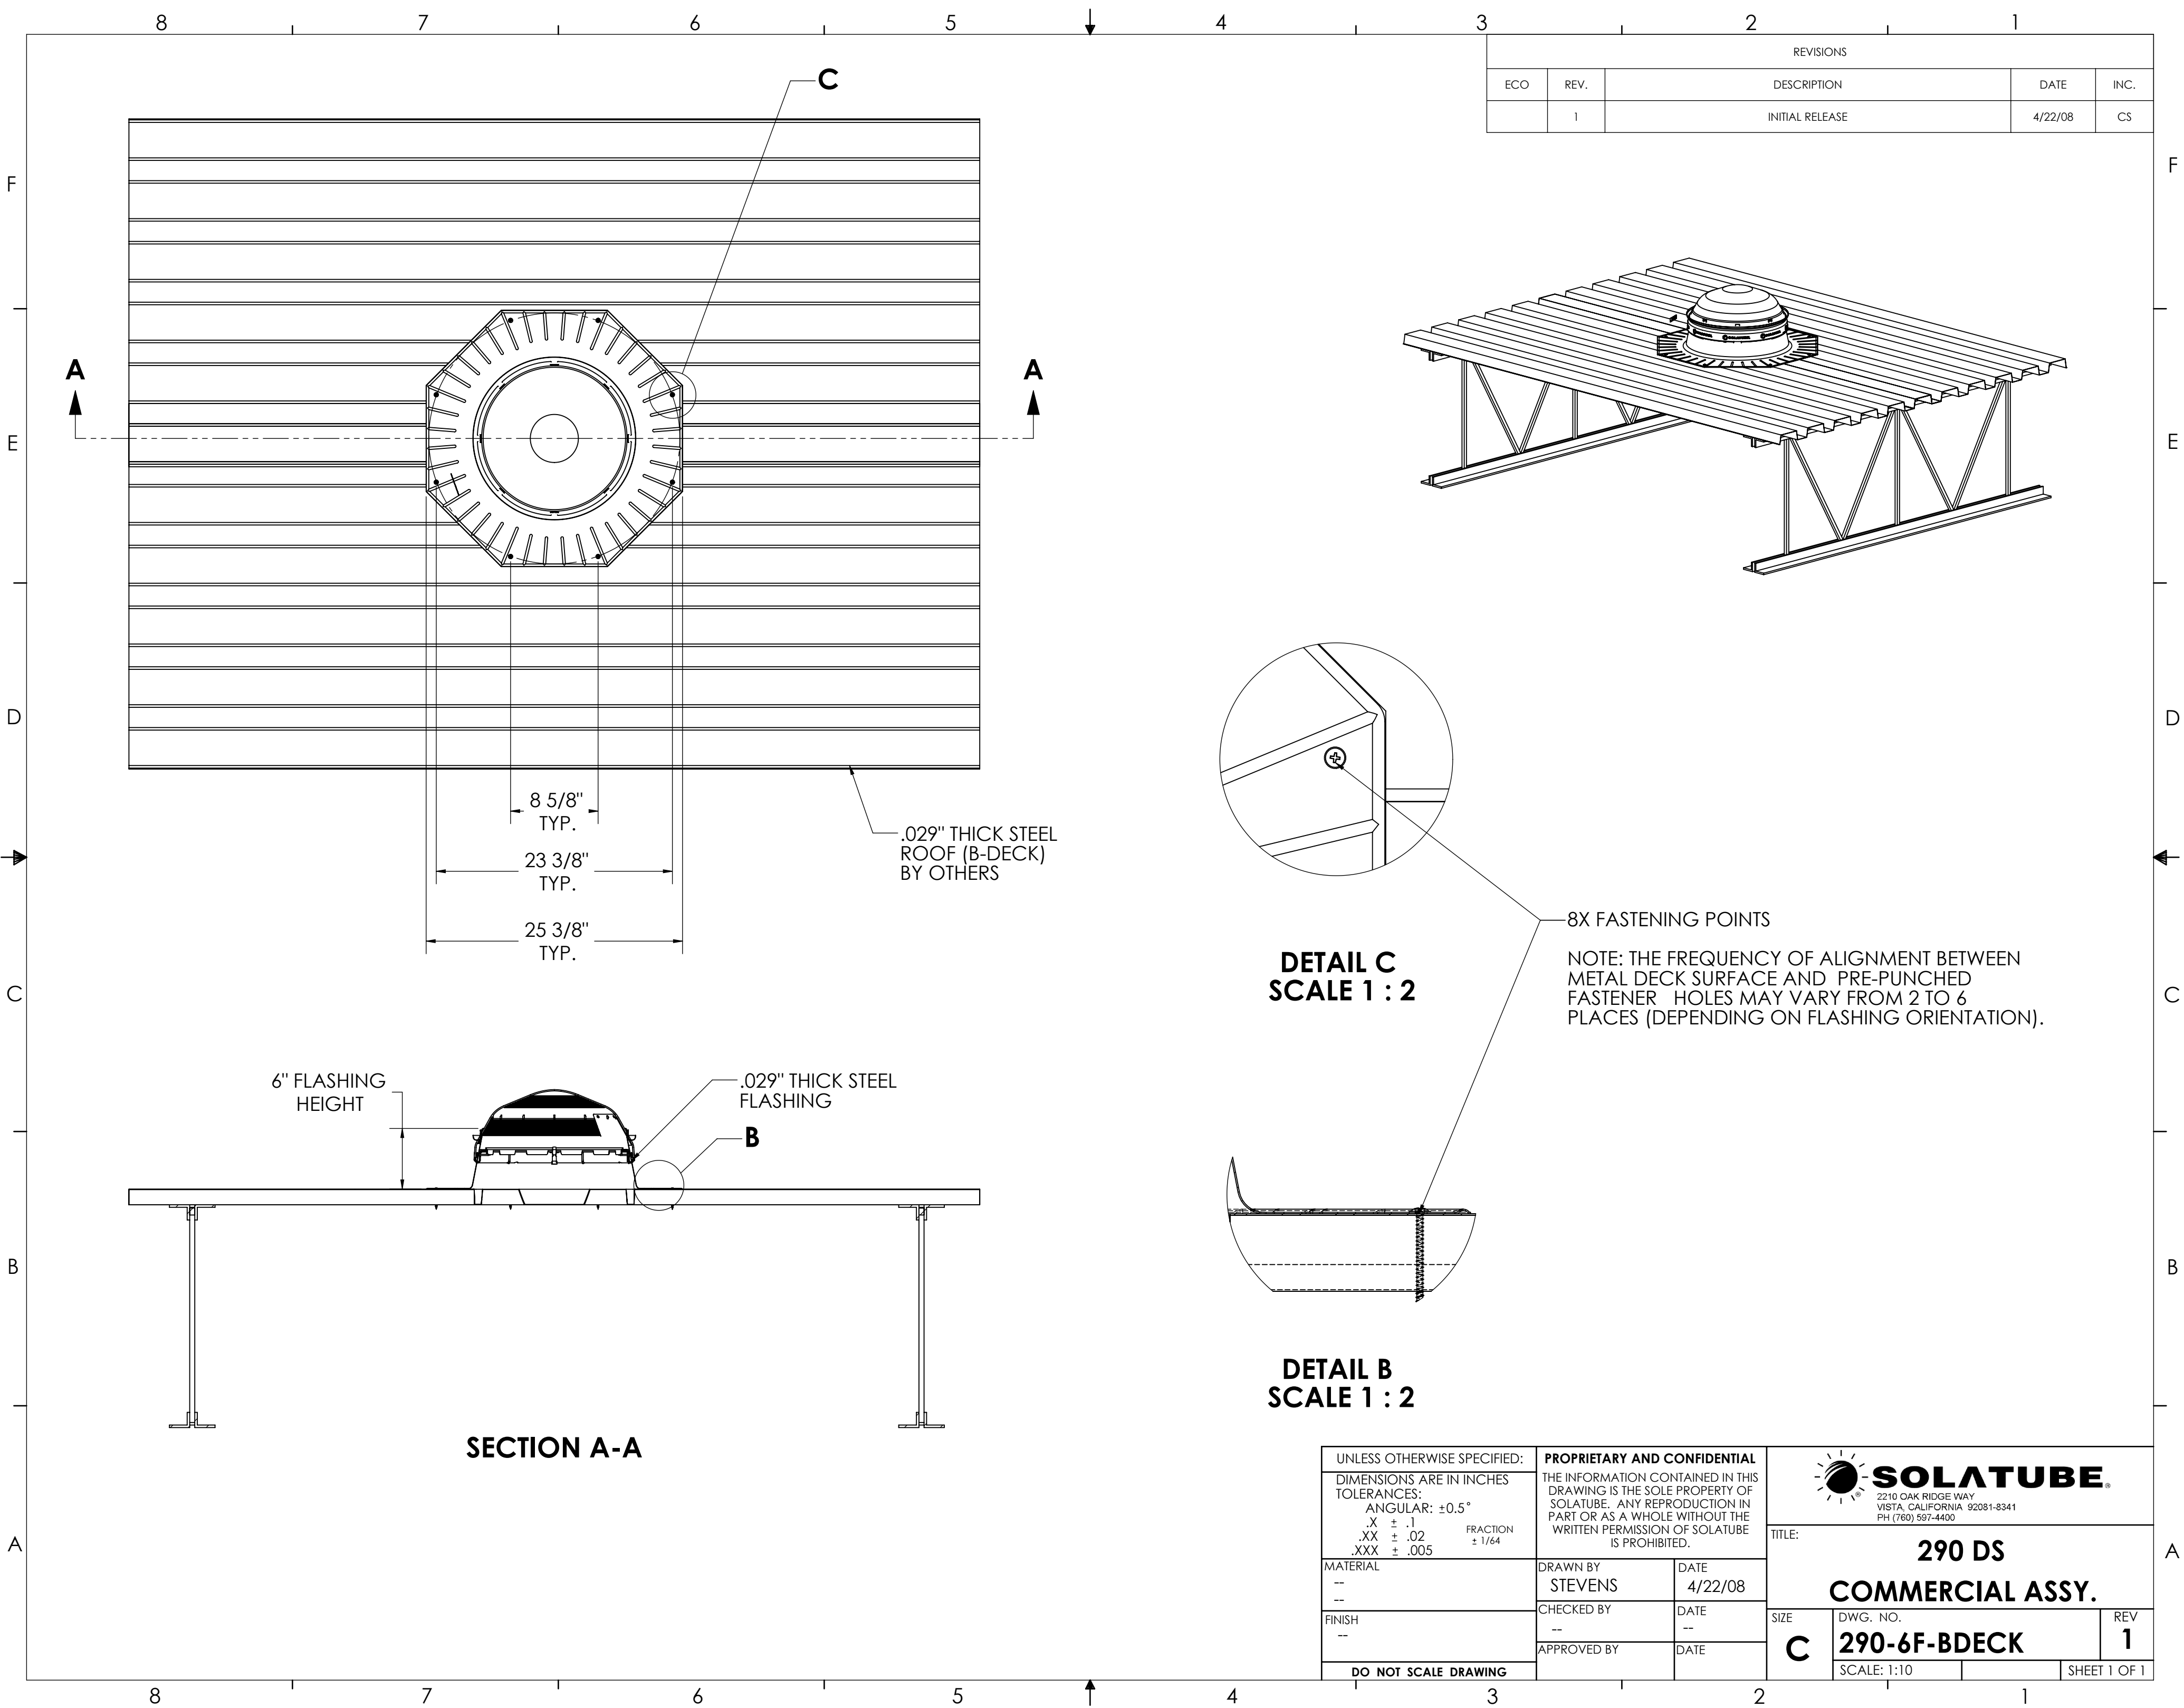 8 7 6 5 4 3 2 1
REVISIONS
ECO REV. DESCRIPTION DATE INC.
1 INITIAL RELEASE 4/22/08 CS
F F
E E
D D
C C
B B
A A
C
A A
8 5/8"
TYP.
23 3/8"
TYP.
25 3/8"
TYP.
.029" THICK STEEL
ROOF (B-DECK)
BY OTHERS
DETAIL C
SCALE 1 : 2
8X FASTENING POINTS
NOTE: THE FREQUENCY OF ALIGNMENT BETWEEN
METAL DECK SURFACE AND PRE-PUNCHED
FASTENER HOLES MAY VARY FROM 2 TO 6
PLACES (DEPENDING ON FLASHING ORIENTATION).
6" FLASHING
HEIGHT
.029" THICK STEEL
FLASHING
B
SECTION A-A
DETAIL B
SCALE 1 : 2
UNLESS OTHERWISE SPECIFIED:
DIMENSIONS ARE IN INCHES
TOLERANCES:
ANGULAR: ±0.5°
.X ± .1
.XX ± .02
.XXX ± .005
FRACTION
± 1/64
MATERIAL
--
--
FINISH
--
DO NOT SCALE DRAWING
PROPRIETARY AND CONFIDENTIAL
THE INFORMATION CONTAINED IN THIS
DRAWING IS THE SOLE PROPERTY OF
SOLATUBE. ANY REPRODUCTION IN
PART OR AS A WHOLE WITHOUT THE
WRITTEN PERMISSION OF SOLATUBE
IS PROHIBITED.
DRAWN BY DATE
STEVENS 4/22/08
CHECKED BY DATE
-- --
APPROVED BY DATE
SOLATUBE®
2210 OAK RIDGE WAY
VISTA, CALIFORNIA 92081-8341
PH (760) 597-4400
TITLE:
290 DS
COMMERCIAL ASSY.
SIZE DWG. NO. REV
C 290-6F-BDECK 1
SCALE: 1:10 SHEET 1 OF 1
8 7 6 5 4 3 2 1